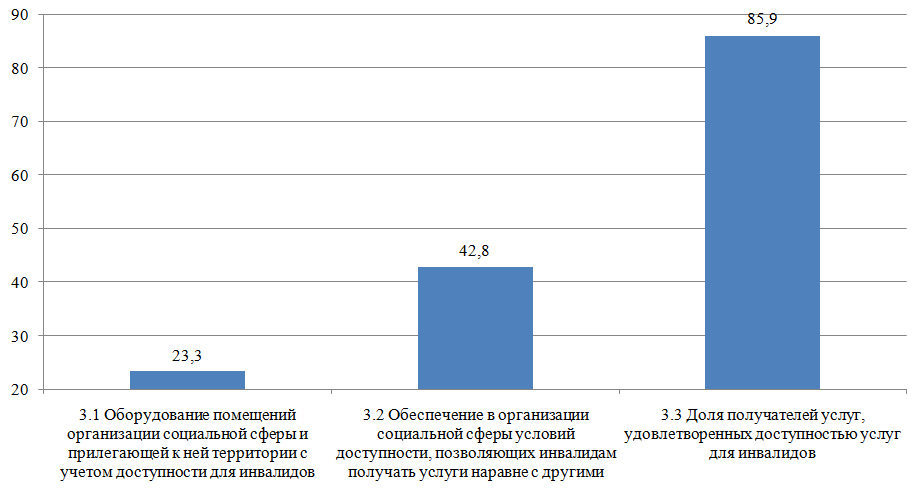 90
80
70
60
50
40
30
20
23,3
42,8
85,9
3.1 Оборудование помещений
организации социальной сферы и
прилегающей к ней территории с
учетом доступности для инвалидов
3.2 Обеспечение в организации
социальной сферы условий
доступности, позволяющих инвалидам
получать услуги наравне с другими
3.3 Доля получателей услуг,
удовлетворенных доступностью услуг
для инвалидов